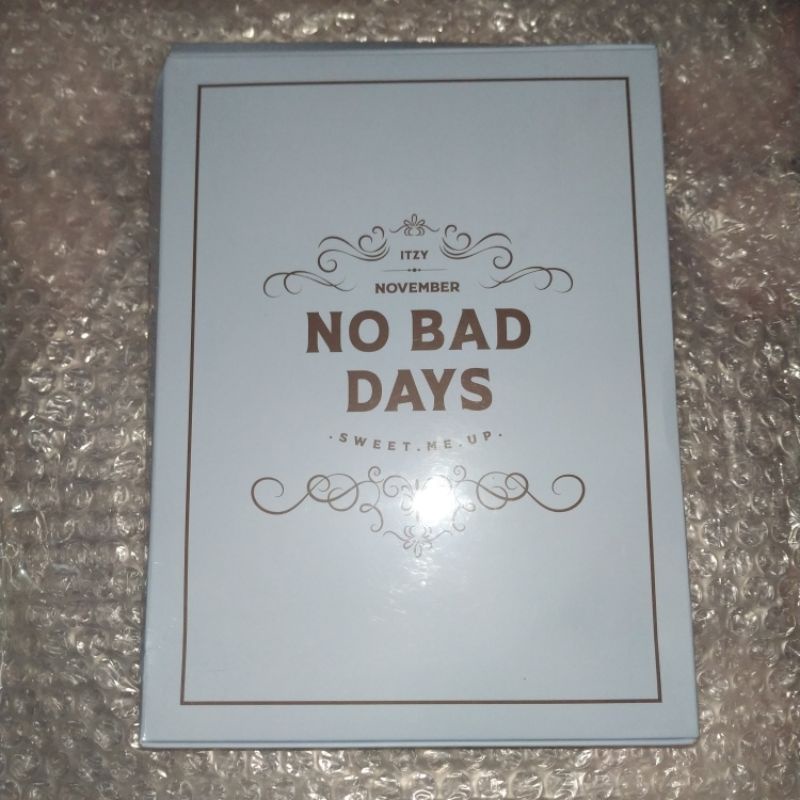 ITZY
NOVEMBER
NO BAD
DAYS
·SWEET.ME.UP·